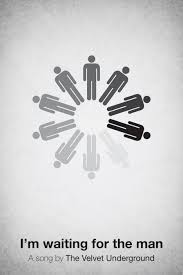 I'm waiting for the man
A song by The Velvet Underground